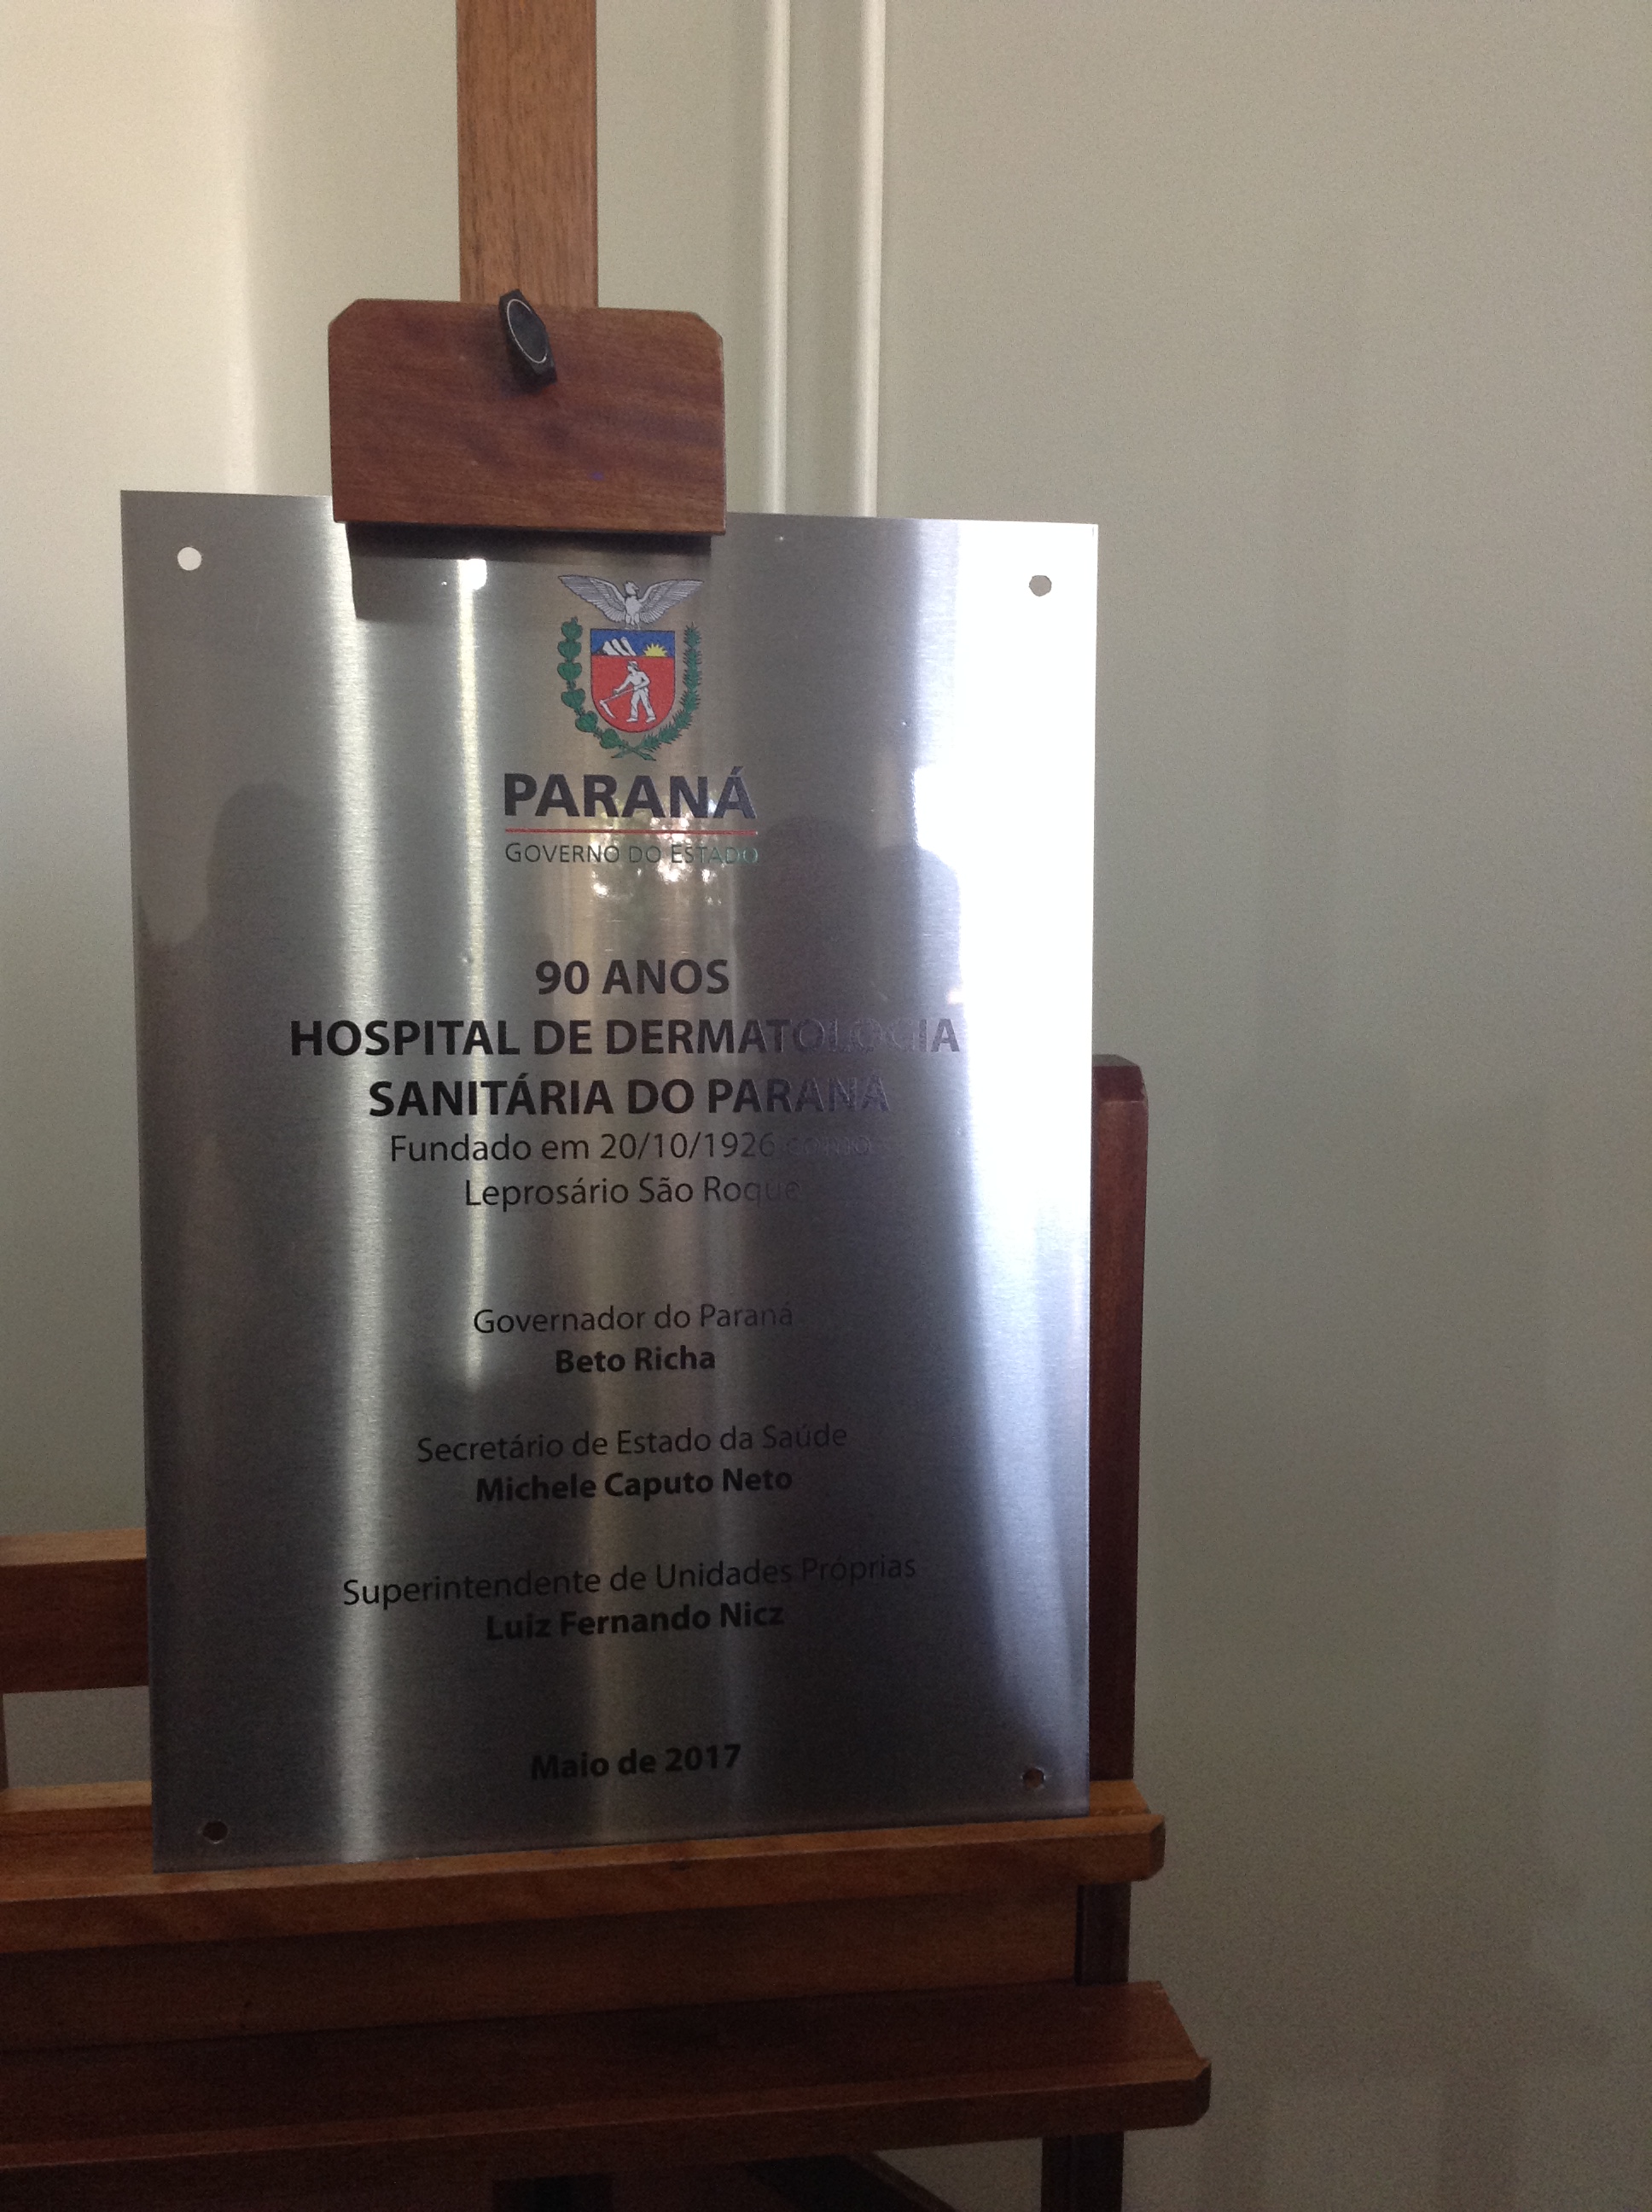 PARANÁ
GOVERNO DO ESTADO
90 ANOS
HOSPITAL DE DERMATOLOGIA
SANITÁRIA DO PARANÁ
Fundado em 20/10/1926 como
Leprosário São Roque
Governador do Paraná
Beto Richa
Secretário de Estado da Saúde
Michele Caputo Neto
Superintendente de Unidades Próprias
Luiz Fernando Nicz
Maio de 2017